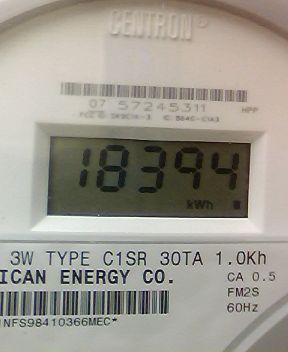 CENTRON®
07 57245311 HPP
18394
kWh
3W TYPE C1SR 30TA 1.0Kh
ICAN ENERGY CO. CA 0.5
FM2S
60Hz
NFS98410366MEC*